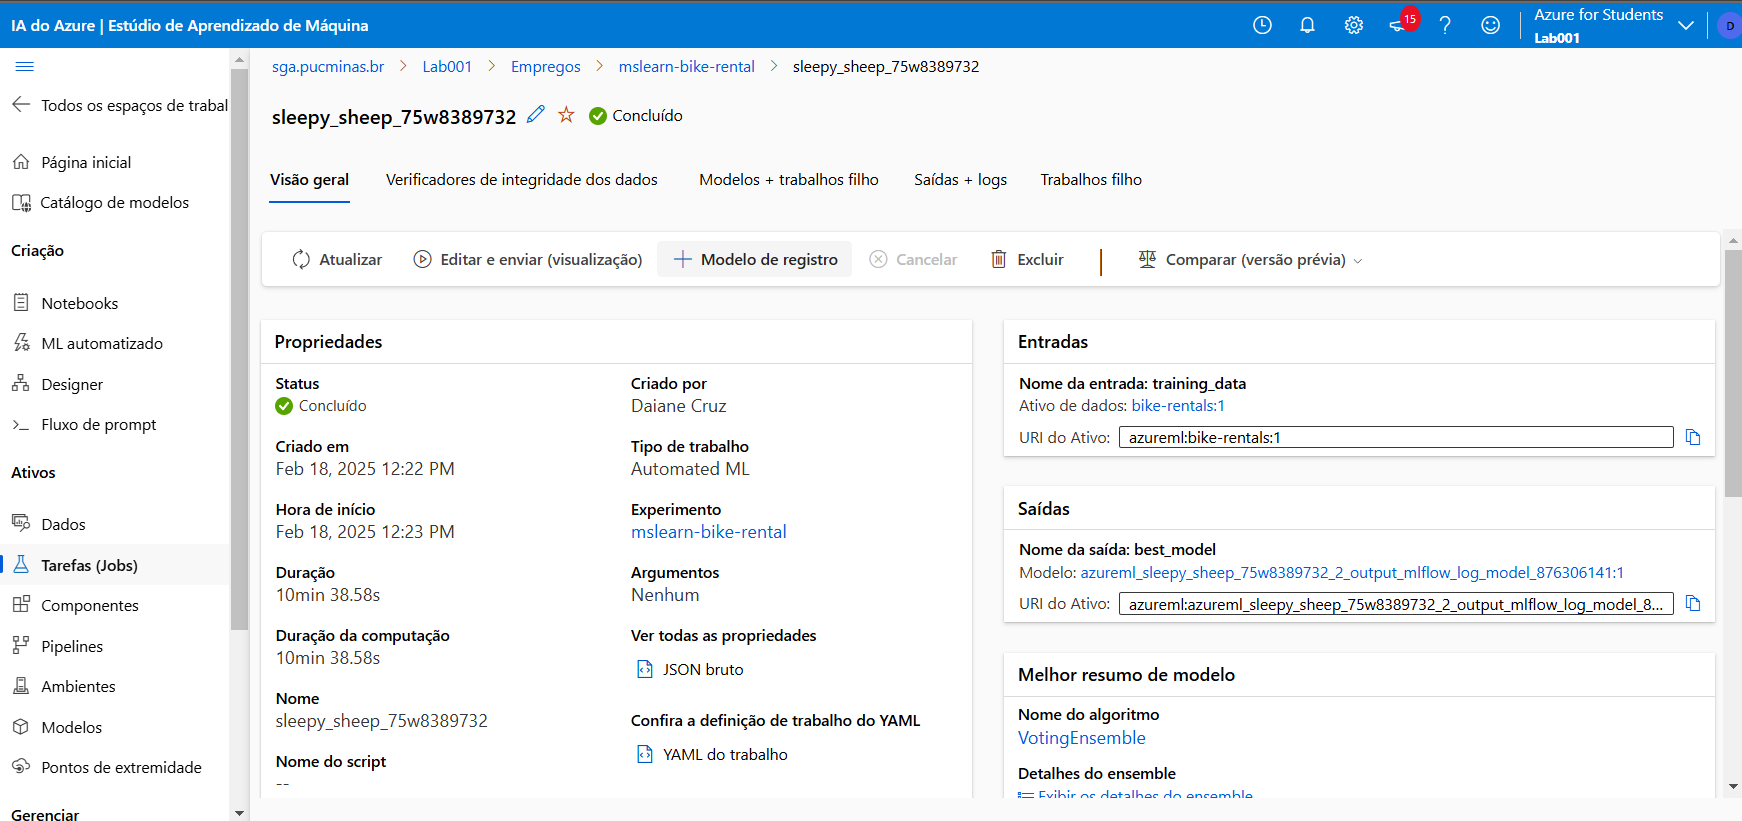 IA do Azure | Estúdio de Aprendizado de Máquina
15
Azure for Students
Lab001
D
Todos os espaços de trabal
Página inicial
Catálogo de modelos
Criação
Notebooks
ML automatizado
Designer
Fluxo de prompt
Ativos
Dados
Tarefas (Jobs)
Componentes
Pipelines
Ambientes
Modelos
Pontos de extremidade
Gerenciar
sga.pucminas.br > Lab001 > Empregos > mslearn-bike-rental > sleepy_sheep_75w8389732
sleepy_sheep_75w8389732 Concluído
Visão geral Verificadores de integridade dos dados Modelos + trabalhos filho Saídas + logs Trabalhos filho
Atualizar Editar e enviar (visualização) Modelo de registro Cancelar Excluir Comparar (versão prévia)
Propriedades
Status
Concluído
Criado em
Feb 18, 2025 12:22 PM
Hora de início
Feb 18, 2025 12:23 PM
Duração
10min 38.58s
Duração da computação
10min 38.58s
Nome
sleepy_sheep_75w8389732
Nome do script
--
Criado por
Daiane Cruz
Tipo de trabalho
Automated ML
Experimento
mslearn-bike-rental
Argumentos
Nenhum
Ver todas as propriedades
JSON bruto
Confira a definição de trabalho do YAML
YAML do trabalho
Entradas
Nome da entrada: training_data
Ativo de dados: bike-rentals:1
URI do Ativo: azureml:bike-rentals:1
Saídas
Nome da saída: best_model
Modelo: azureml_sleepy_sheep_75w8389732_2_output_mlflow_log_model_876306141:1
URI do Ativo: azureml:azureml_sleepy_sheep_75w8389732_2_output_mlflow_log_model_8...
Melhor resumo de modelo
Nome do algoritmo
VotingEnsemble
Detalhes do ensemble
Exibir os detalhes do ensemble